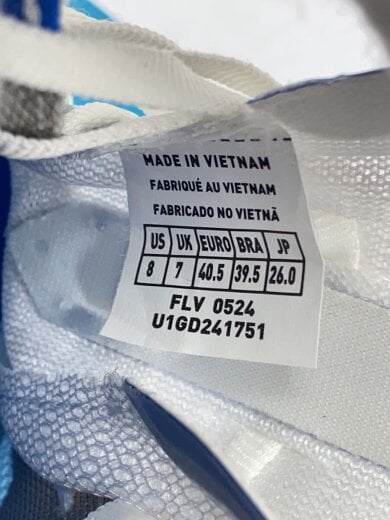 MADE IN VIETNAM
FABRIQUÉ AU VIETNAM
FABRICADO NO VIETNÃ
US UK EURO BRA JP
8 7 40.5 39.5 26.0
FLV 0524
U1GD241751